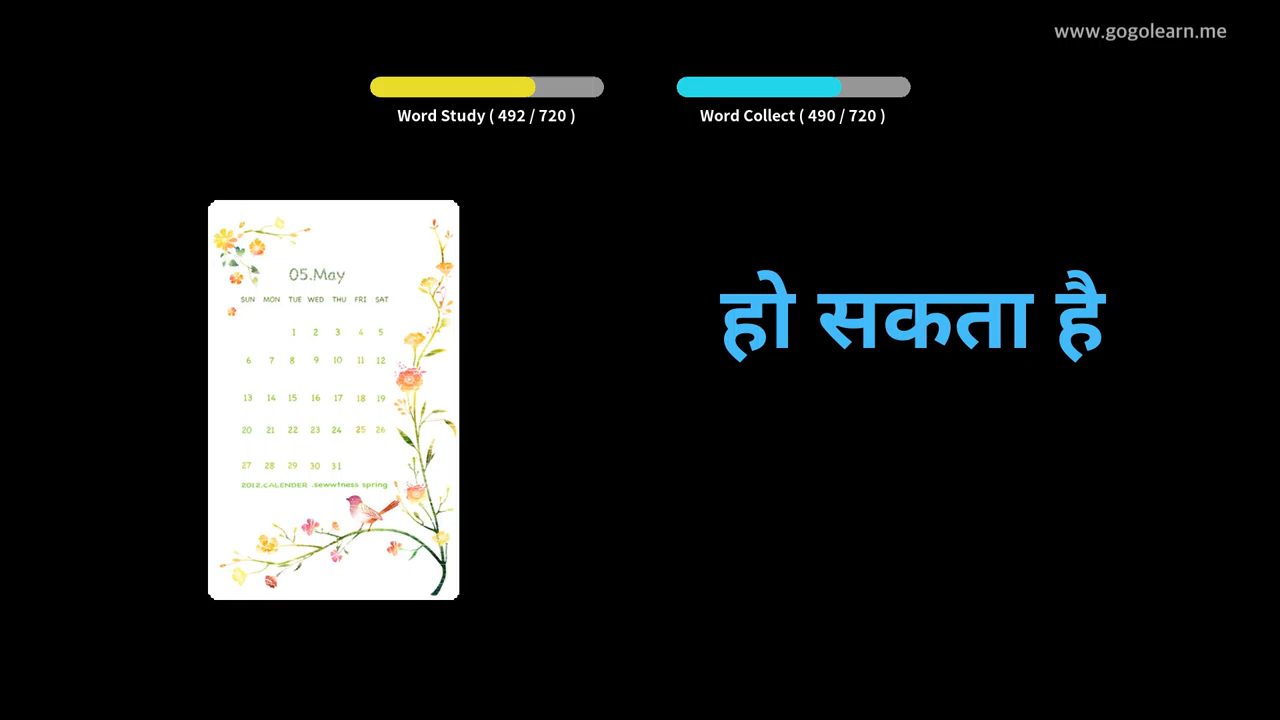 www.gogolearn.me
Word Study ( 492 / 720 )
Word Collect ( 490 / 720 )
05.May
SUN MON TUE WED THU FRI SAT
1 2 3 4 5
6 7 8 9 10 11 12
13 14 15 16 17 18 19
20 21 22 23 24 25 26
27 28 29 30 31
2012.CALENDER .sewwtness spring
हो सकता है